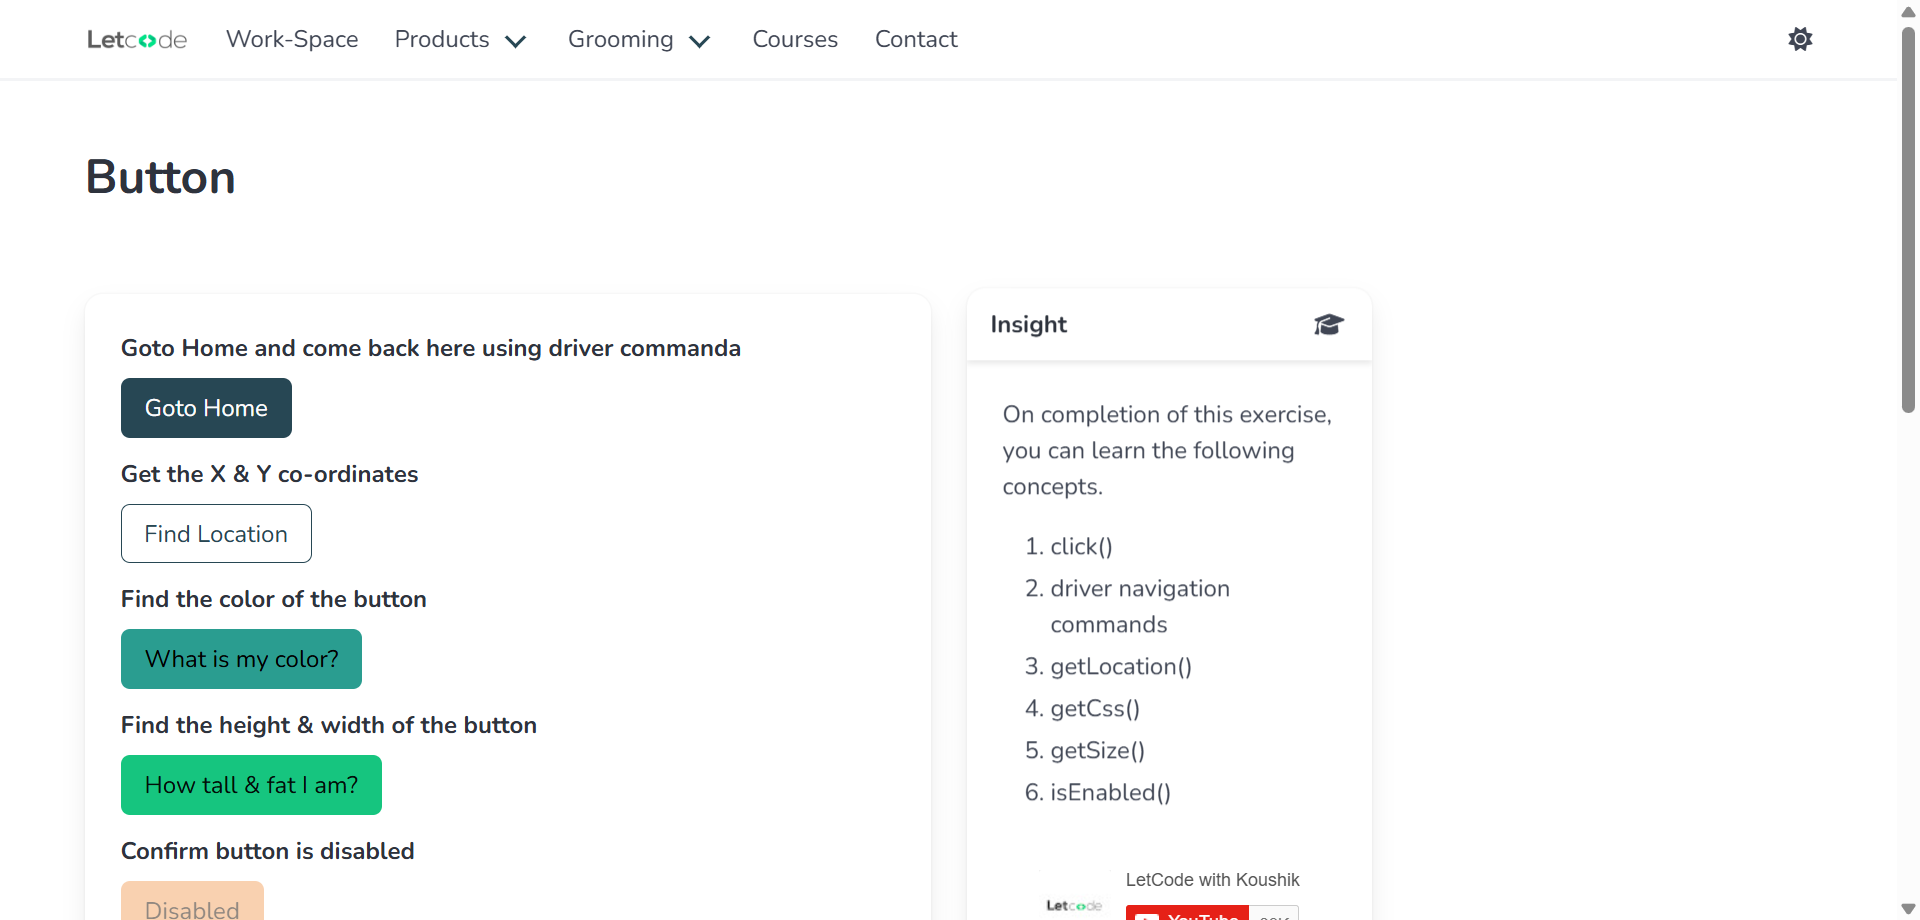 Letcode Work-Space Products Grooming Courses Contact
Button
Goto Home and come back here using driver commanda
Goto Home
Get the X & Y co-ordinates
Find Location
Find the color of the button
What is my color?
Find the height & width of the button
How tall & fat I am?
Confirm button is disabled
Disabled
Insight
On completion of this exercise,
you can learn the following
concepts.
1. click()
2. driver navigation
commands
3. getLocation()
4. getCss()
5. getSize()
6. isEnabled()
LetCode with Koushik
Letcode
YouTube